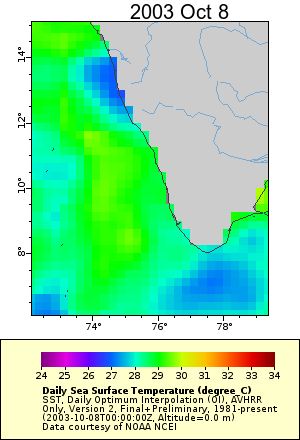 2003 Oct 8
14°
12°
10°
8°
74° 76° 78°
24 25 26 27 28 29 30 31 32 33 34
Daily Sea Surface Temperature (degree_C)
SST, Daily Optimum Interpolation (OI), AVHRR
Only, Version 2, Final+Preliminary, 1981-present
(2003-10-08T00:00:00Z, Altitude=0.0 m)
Data courtesy of NOAA NCEI